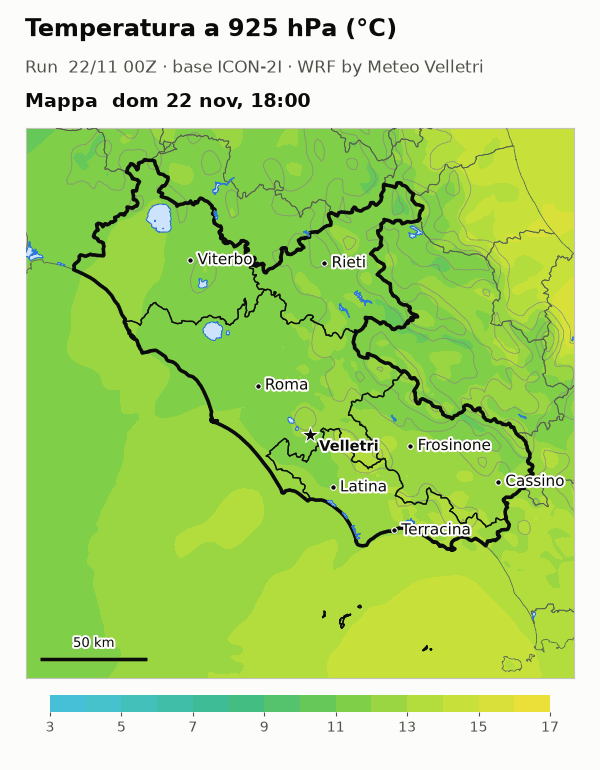 Temperatura a 925 hPa (°C)
Run  22/11 00Z · base ICON-2I · WRF by Meteo Velletri
Mappa  dom 22 nov, 18:00
Viterbo
Rieti
Roma
Velletri
Frosinone
Latina
Cassino
Terracina
50 km
3 5 7 9 11 13 15 17